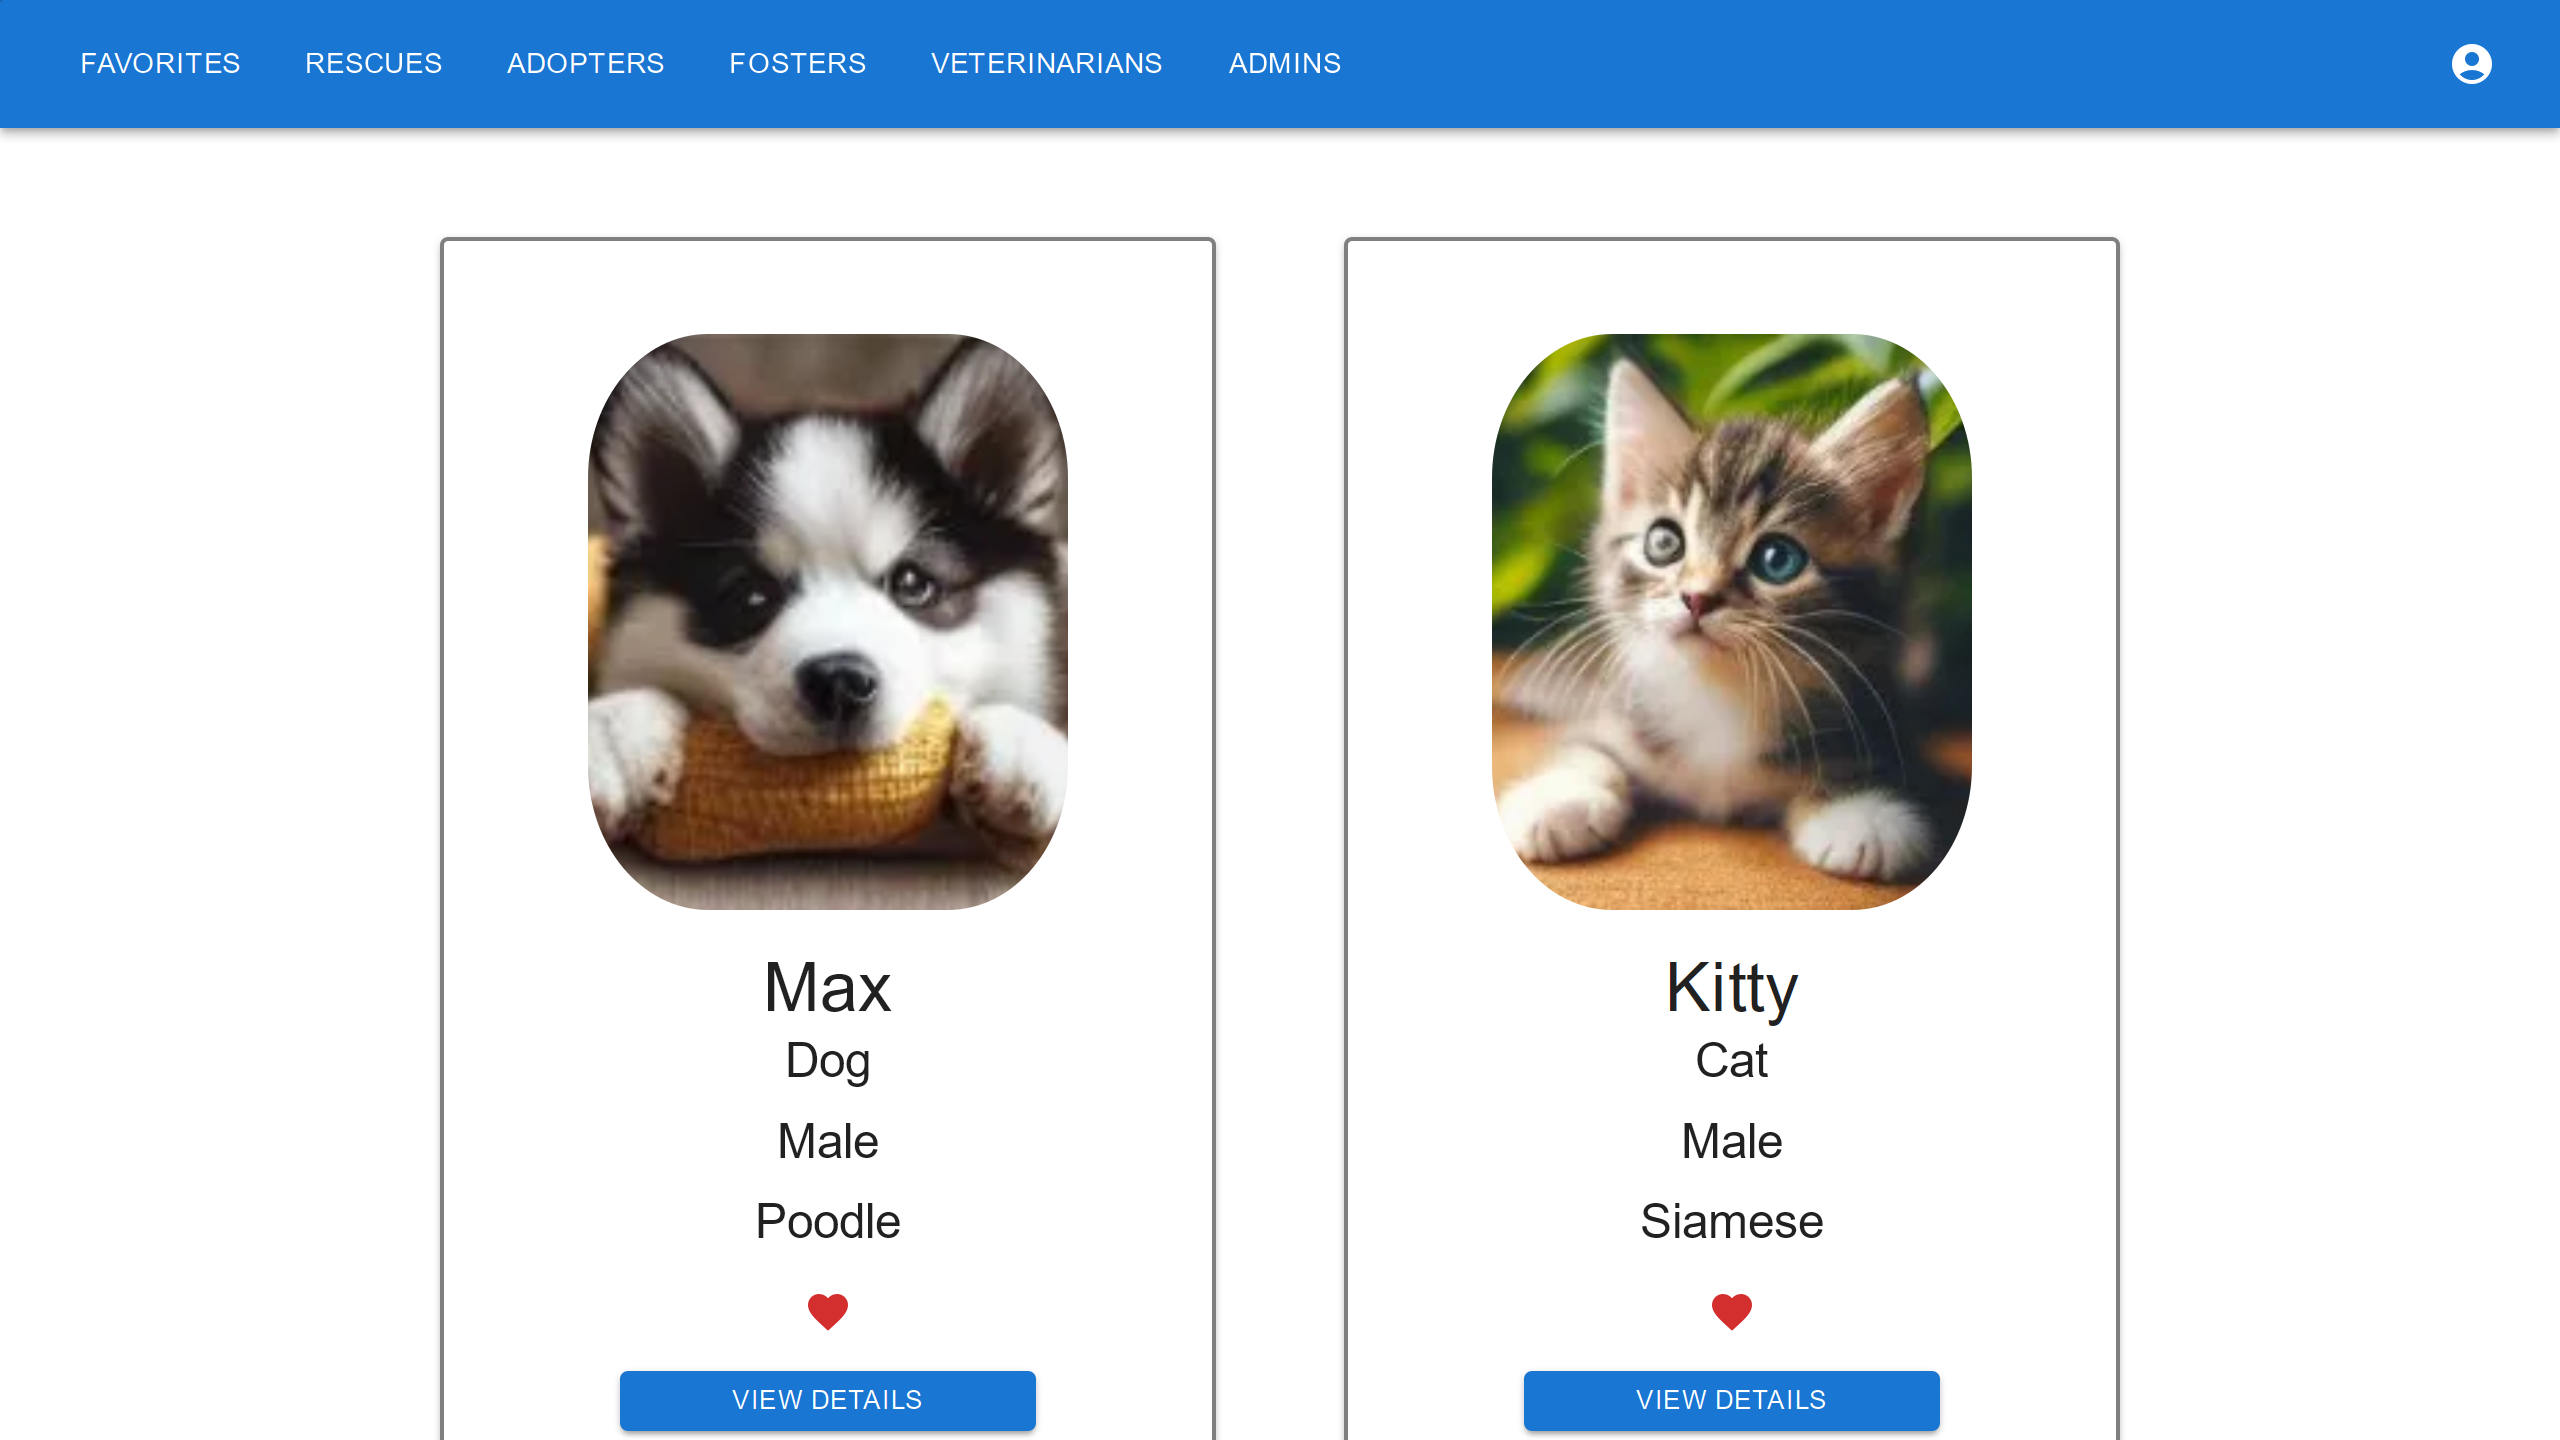 FAVORITES RESCUES ADOPTERS FOSTERS VETERINARIANS ADMINS
Max
Dog
Male
Poodle
VIEW DETAILS
Kitty
Cat
Male
Siamese
VIEW DETAILS